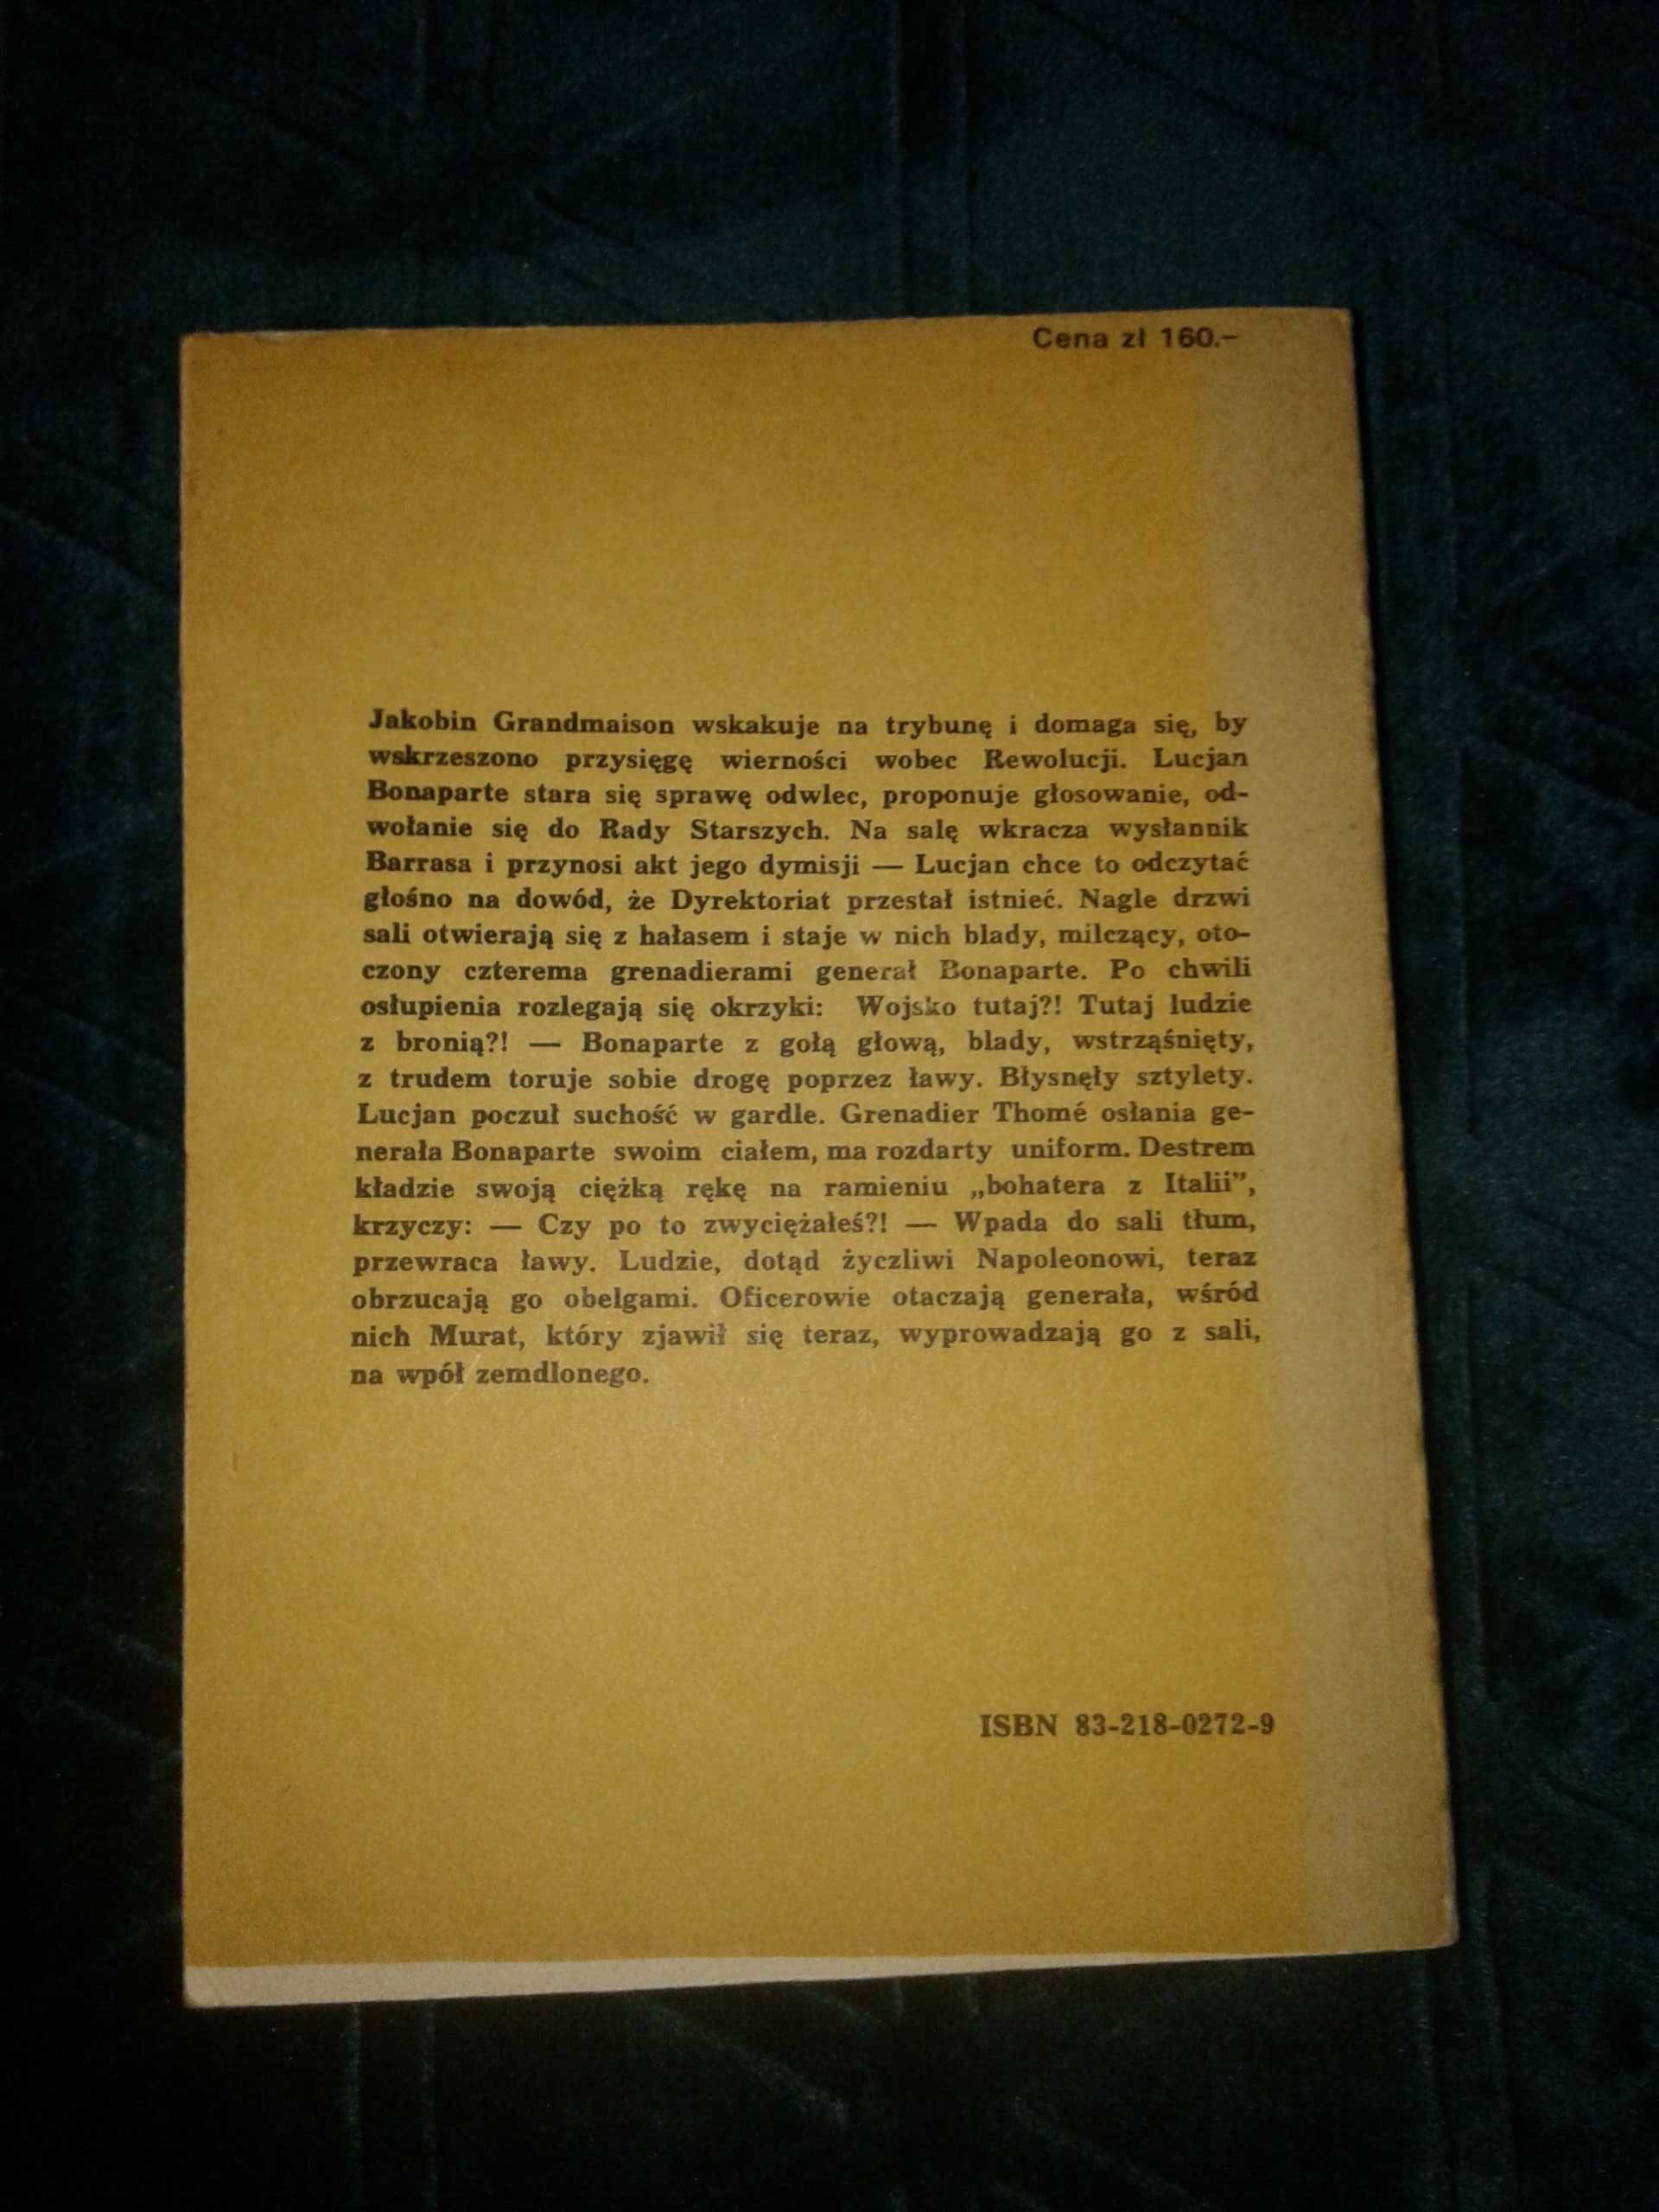 Cena zł 160.-
Jakobin Grandmaison wskakuje na trybunę i domaga się, by
wskrzeszono przysięgę wierności wobec Rewolucji. Lucjan
Bonaparte stara się sprawę odwlec, proponuje głosowanie, od-
wołanie się do Rady Starszych. Na salę wkracza wysłannik
Barrasa i przynosi akt jego dymisji — Lucjan chce to odczytać
głośno na dowód, że Dyrektoriat przestał istnieć. Nagle drzwi
sali otwierają się z hałasem i staje w nich blady, milczący, oto-
czony czterema grenadierami generał Bonaparte. Po chwili
osłupienia rozlegają się okrzyki: Wojsko tutaj?! Tutaj ludzie
z bronią?! — Bonaparte z gołą głową, blady, wstrząśnięty,
z trudem toruje sobie drogę poprzez ławy. Błysnęły sztylety.
Lucjan poczuł suchość w gardle. Grenadier Thomé osłania ge-
nerała Bonaparte swoim ciałem, ma rozdarty uniform. Destrem
kładzie swoją ciężką rękę na ramieniu „bohatera z Italii”,
krzyczy: — Czy po to zwyciężałeś?! — Wpada do sali tłum,
przewraca ławy. Ludzie, dotąd życzliwi Napoleonowi, teraz
obrzucają go obelgami. Oficerowie otaczają generała, wśród
nich Murat, który zjawił się teraz, wyprowadzają go z sali,
na wpół zemdlonego.
ISBN 83-218-0272-9